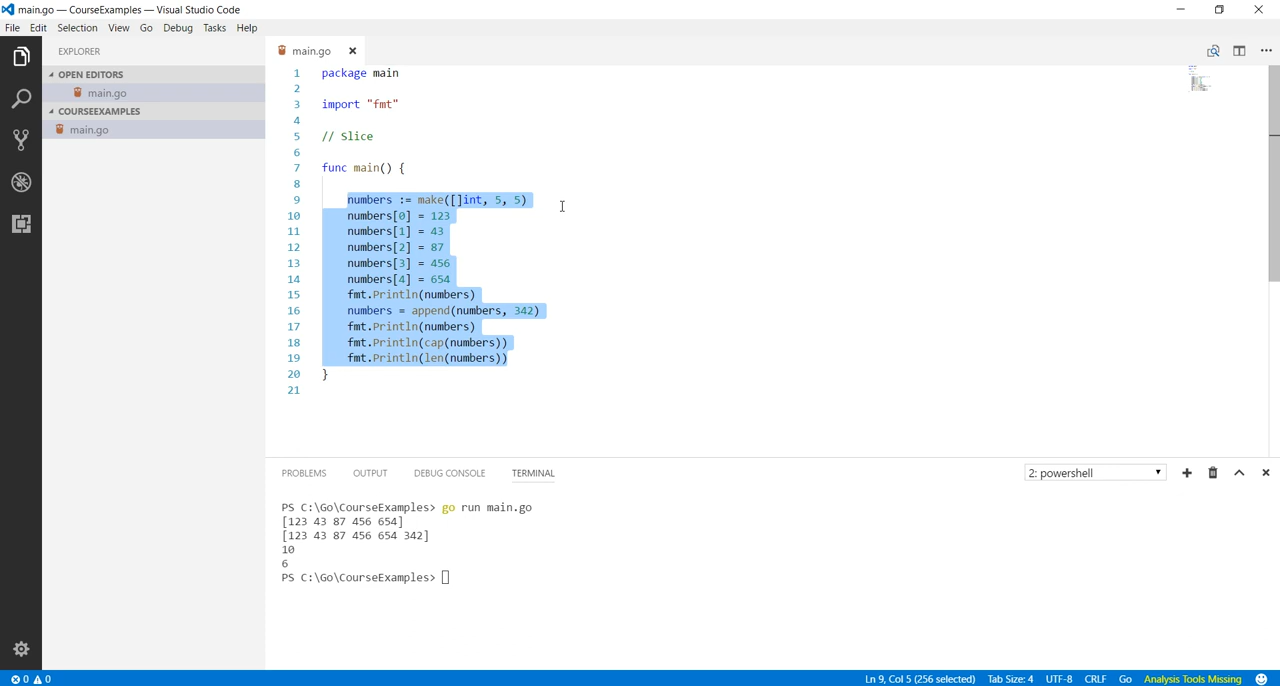 main.go — CourseExamples — Visual Studio Code
File Edit Selection View Go Debug Tasks Help
EXPLORER
OPEN EDITORS
main.go
COURSEEXAMPLES
main.go
main.go
1 package main
2
3 import "fmt"
4
5 // Slice
6
7 func main() {
8
9 numbers := make([]int, 5, 5)
10 numbers[0] = 123
11 numbers[1] = 43
12 numbers[2] = 87
13 numbers[3] = 456
14 numbers[4] = 654
15 fmt.Println(numbers)
16 numbers = append(numbers, 342)
17 fmt.Println(numbers)
18 fmt.Println(cap(numbers))
19 fmt.Println(len(numbers))
20 }
21
PROBLEMS OUTPUT DEBUG CONSOLE TERMINAL 2: powershell
PS C:\Go\CourseExamples> go run main.go
[123 43 87 456 654]
[123 43 87 456 654 342]
10
6
PS C:\Go\CourseExamples>
0 0 Ln 9, Col 5 (256 selected) Tab Size: 4 UTF-8 CRLF Go Analysis Tools Missing